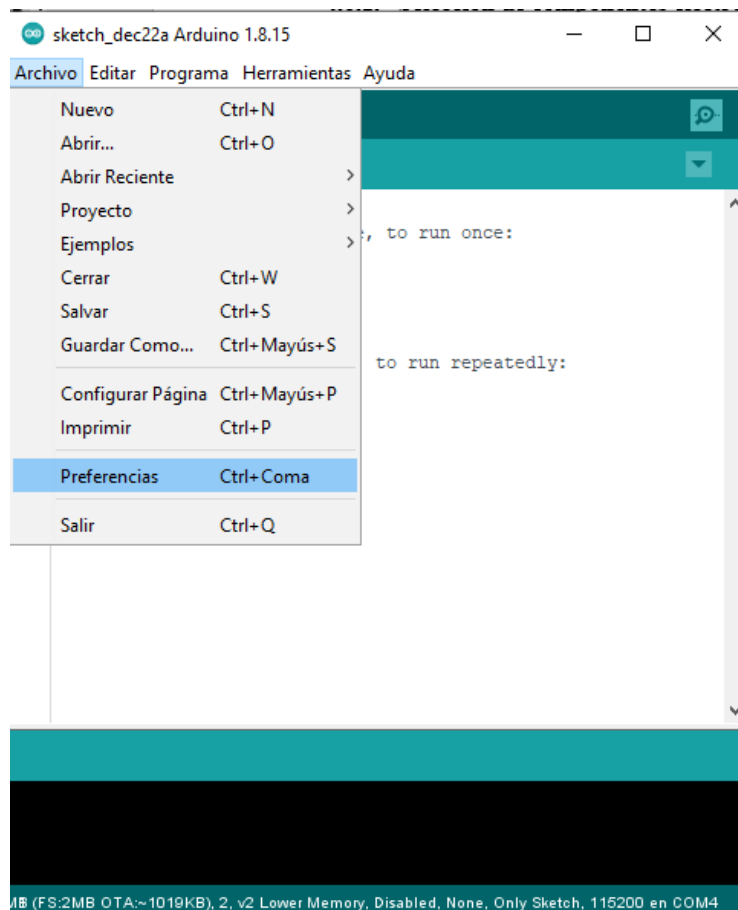 sketch_dec22a Arduino 1.8.15
Archivo Editar Programa Herramientas Ayuda
Nuevo Ctrl+N
Abrir... Ctrl+O
Abrir Reciente
Proyecto
Ejemplos
, to run once:
Cerrar Ctrl+W
Salvar Ctrl+S
Guardar Como... Ctrl+Mayús+S
to run repeatedly:
Configurar Página Ctrl+Mayús+P
Imprimir Ctrl+P
Preferencias Ctrl+Coma
Salir Ctrl+Q
(FS:2MB OTA:~1019KB), 2, v2 Lower Memory, Disabled, None, Only Sketch, 115200 en COM4